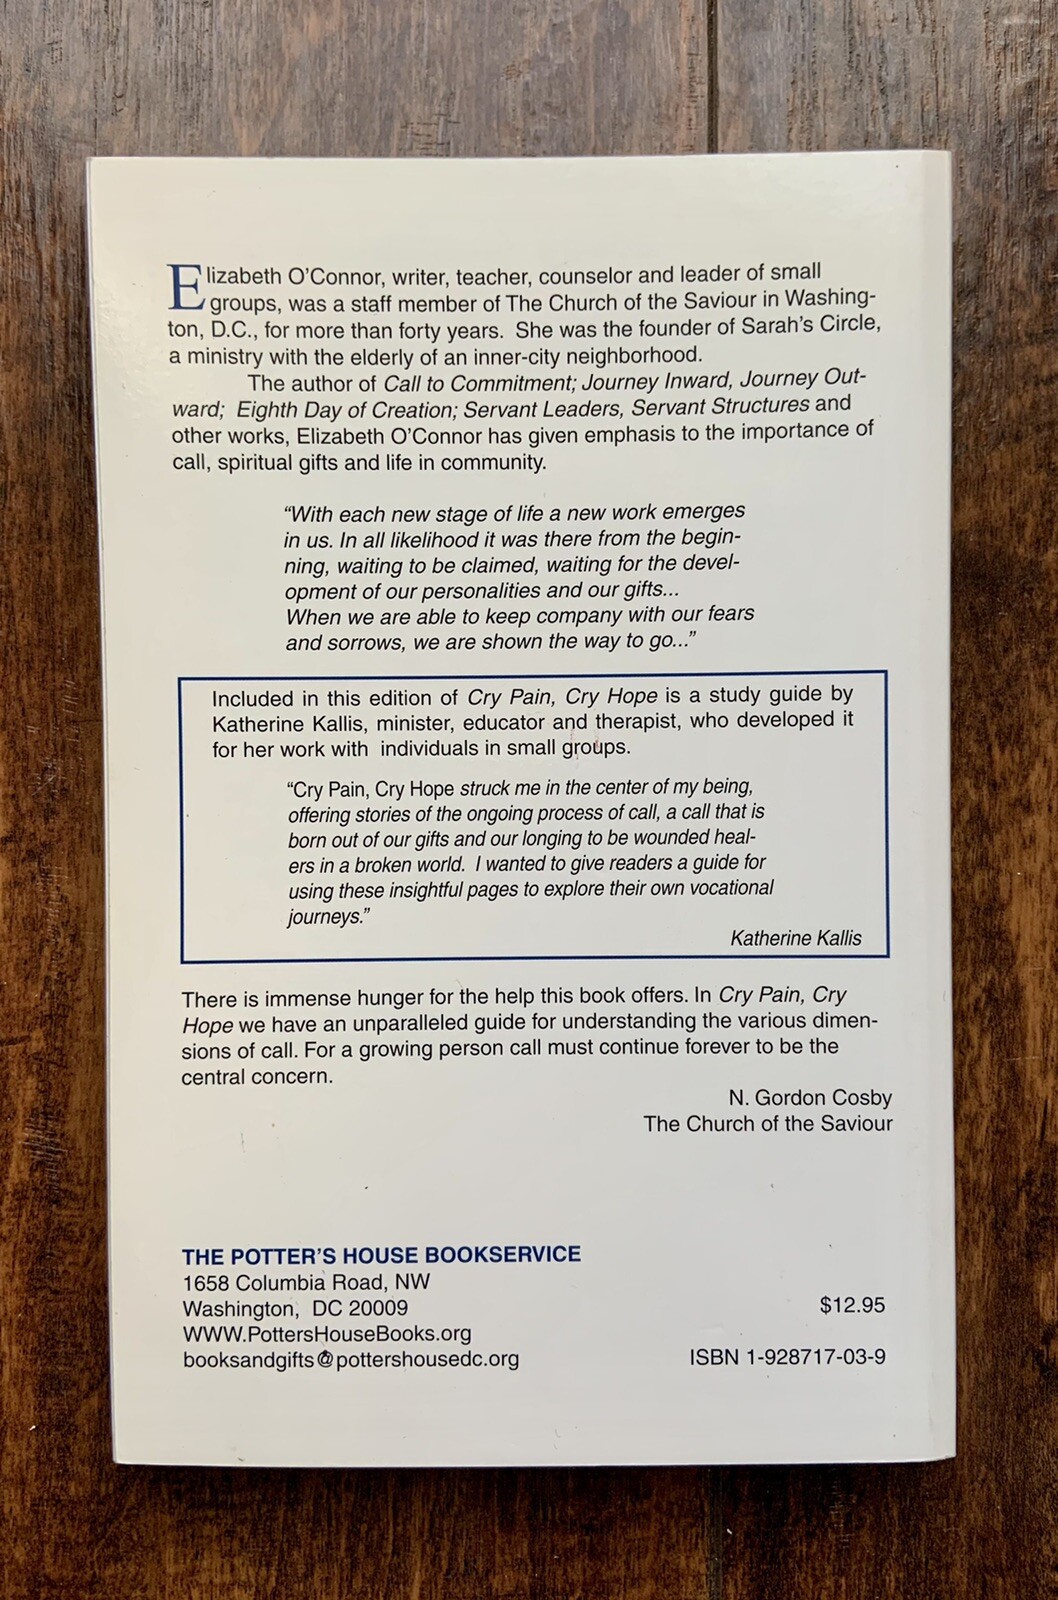 Elizabeth O'Connor, writer, teacher, counselor and leader of small
groups, was a staff member of The Church of the Saviour in Washing-
ton, D.C., for more than forty years. She was the founder of Sarah's Circle,
a ministry with the elderly of an inner-city neighborhood.
The author of Call to Commitment; Journey Inward, Journey Out-
ward; Eighth Day of Creation; Servant Leaders, Servant Structures and
other works, Elizabeth O'Connor has given emphasis to the importance of
call, spiritual gifts and life in community.
“With each new stage of life a new work emerges
in us. In all likelihood it was there from the begin-
ning, waiting to be claimed, waiting for the devel-
opment of our personalities and our gifts...
When we are able to keep company with our fears
and sorrows, we are shown the way to go...”
Included in this edition of Cry Pain, Cry Hope is a study guide by
Katherine Kallis, minister, educator and therapist, who developed it
for her work with individuals in small groups.
“Cry Pain, Cry Hope struck me in the center of my being,
offering stories of the ongoing process of call, a call that is
born out of our gifts and our longing to be wounded heal-
ers in a broken world. I wanted to give readers a guide for
using these insightful pages to explore their own vocational
journeys.”
Katherine Kallis
There is immense hunger for the help this book offers. In Cry Pain, Cry
Hope we have an unparalleled guide for understanding the various dimen-
sions of call. For a growing person call must continue forever to be the
central concern.
N. Gordon Cosby
The Church of the Saviour
THE POTTER'S HOUSE BOOKSERVICE
1658 Columbia Road, NW
Washington, DC 20009
WWW.PottersHouseBooks.org
booksandgifts@pottershousedc.org
$12.95
ISBN 1-928717-03-9